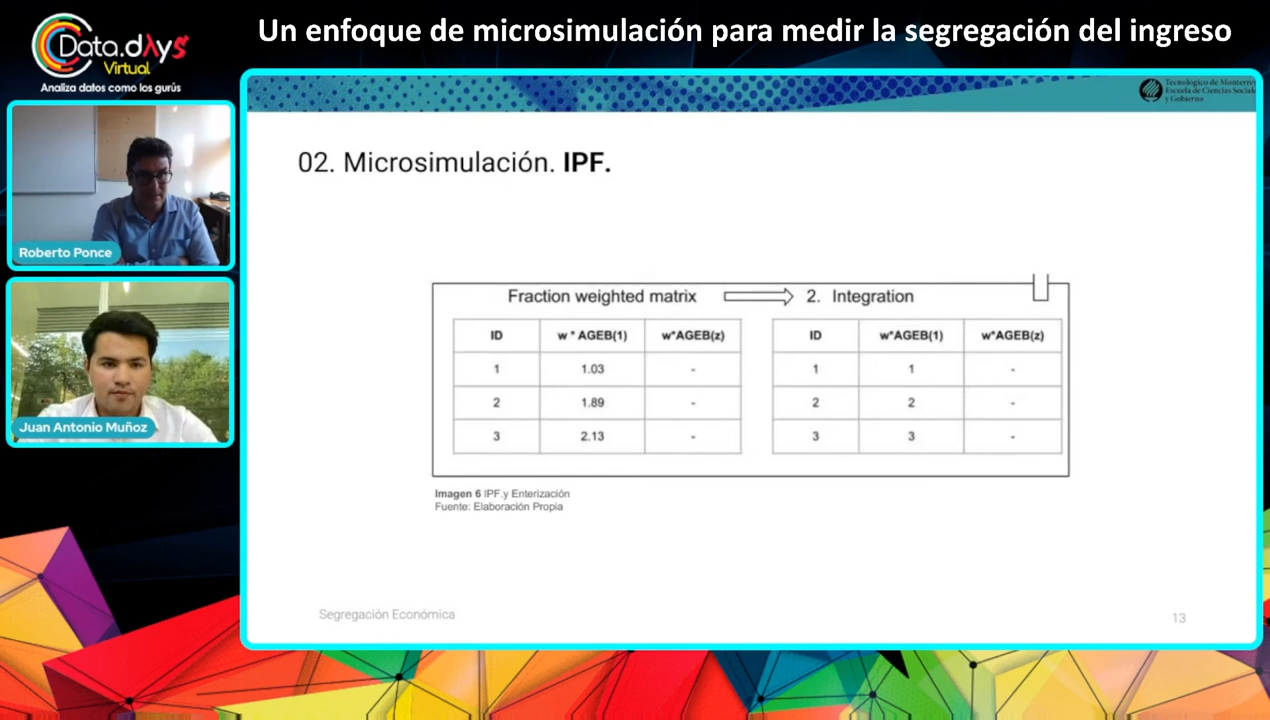 Data.dAyS
Virtual
Analiza datos como los gurús
Un enfoque de microsimulación para medir la segregación del ingreso
Roberto Ponce
Juan Antonio Muñoz
Tecnológico de Monterrey
Escuela de Ciencias Sociales
y Gobierno
02. Microsimulación. IPF.
Fraction weighted matrix
2. Integration
ID w * AGEB(1) w*AGEB(z)
1 1.03 -
2 1.89 -
3 2.13 -
ID w*AGEB(1) w*AGEB(z)
1 1 -
2 2 -
3 3 -
Imagen 6 IPF.y Enterización
Fuente: Elaboración Propia
Segregación Económica
13